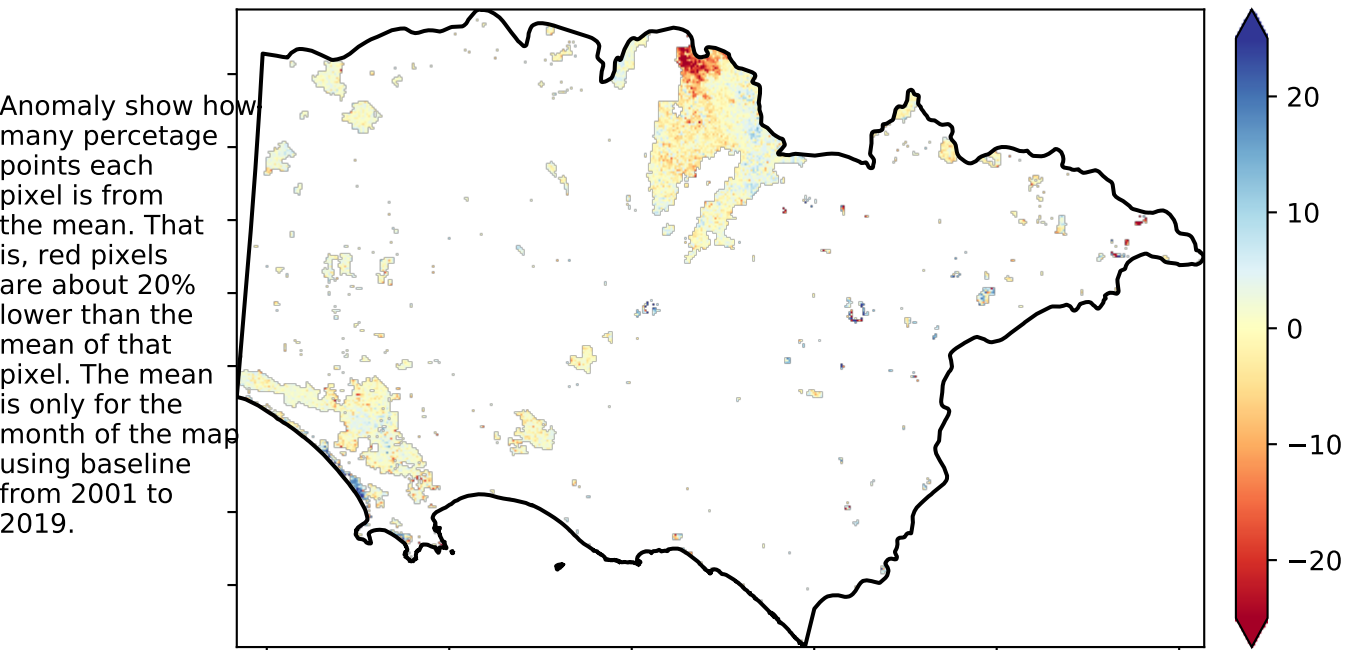 Anomaly show how
many percetage
points each
pixel is from
the mean. That
is, red pixels
are about 20%
lower than the
mean of that
pixel. The mean
is only for the
month of the map
using baseline
from 2001 to
2019.
20
10
0
−10
−20